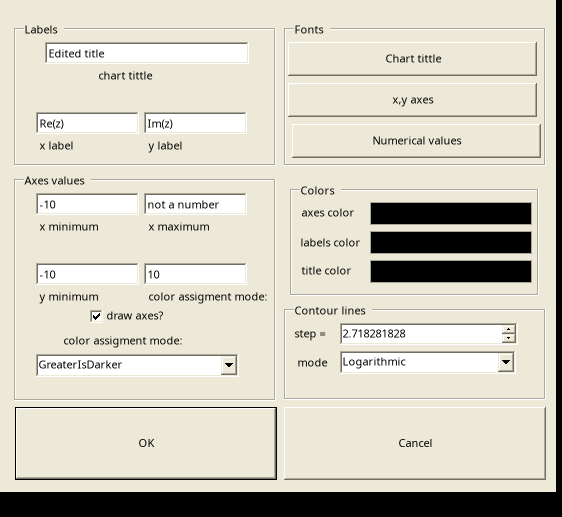 Labels
Edited title
chart tittle
Re(z) Im(z)
x label y label
Axes values
-10 not a number
x minimum x maximum
-10 10
y minimum color assigment mode:
draw axes?
color assigment mode:
GreaterIsDarker
Fonts
Chart tittle
x,y axes
Numerical values
Colors
axes color
labels color
title color
Contour lines
step = 2.718281828
mode Logarithmic
OK Cancel